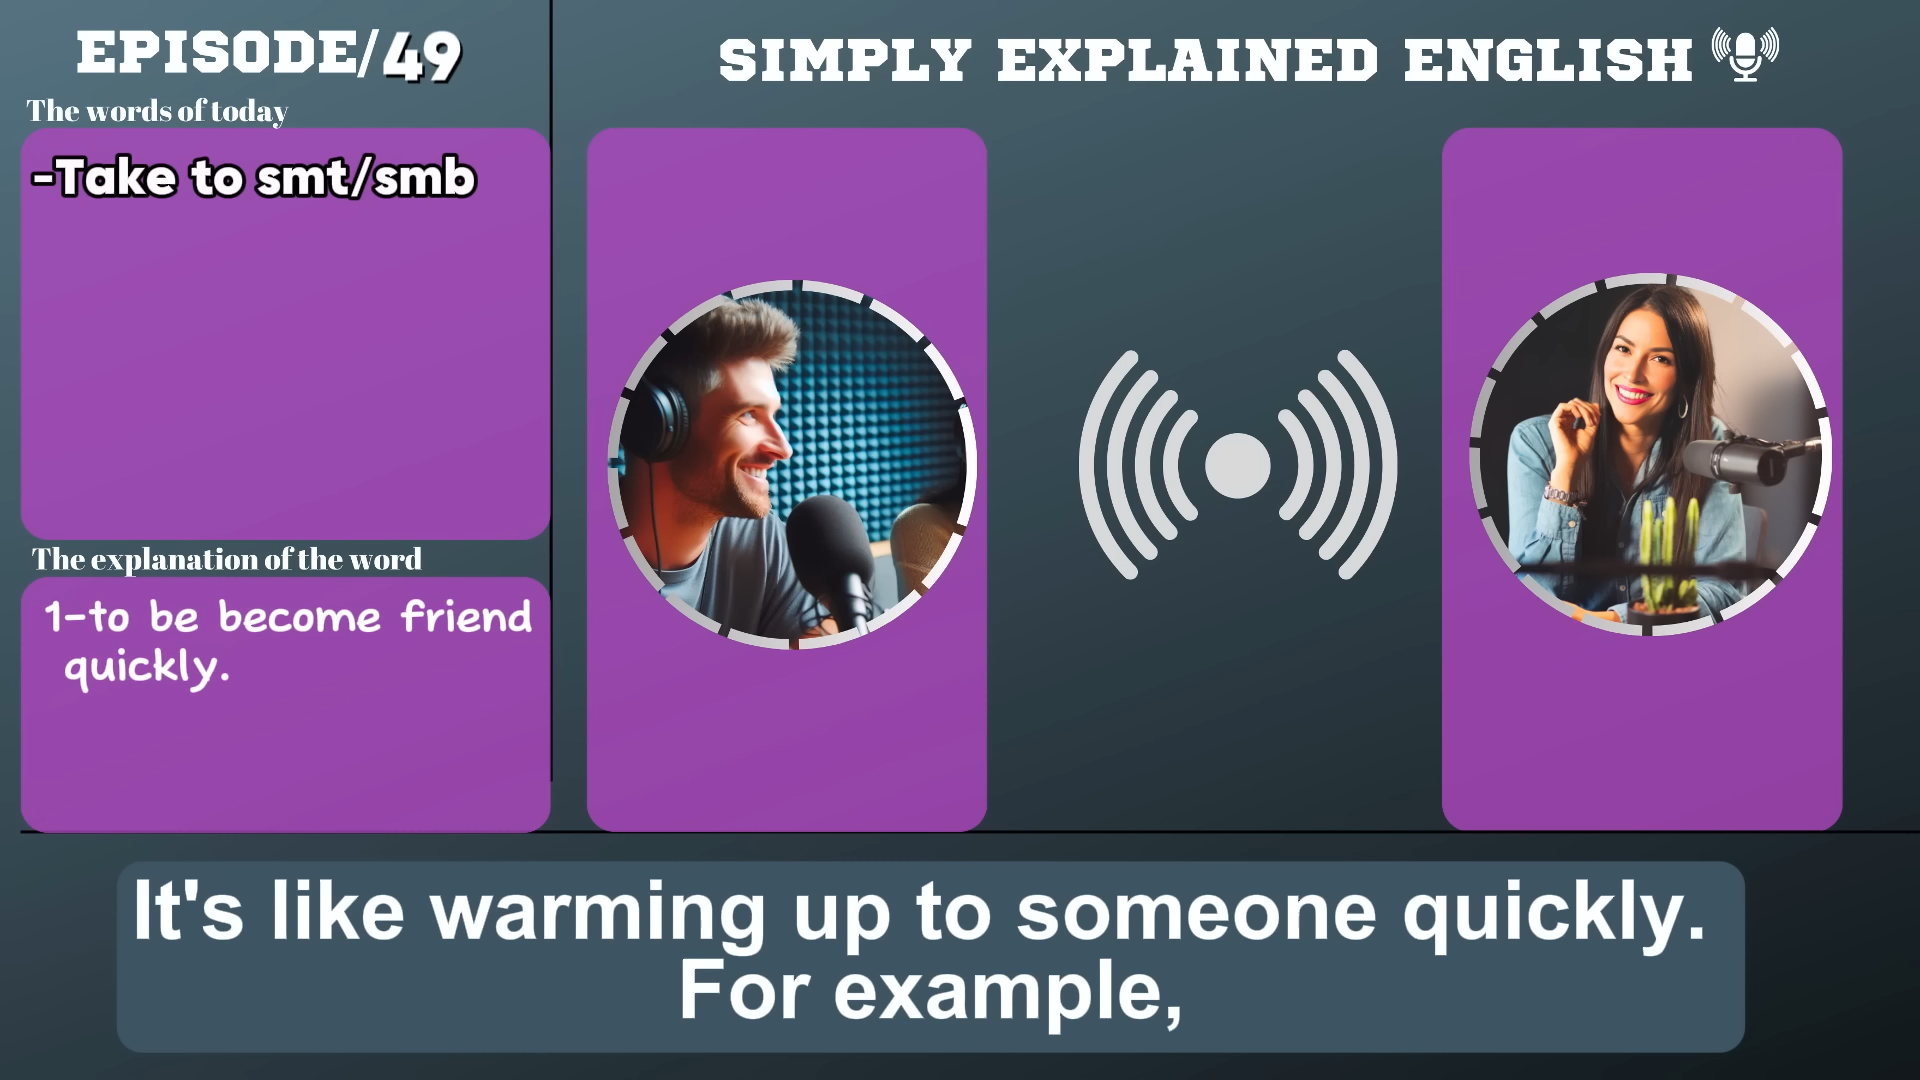 EPISODE/49
SIMPLY EXPLAINED ENGLISH
The words of today
-Take to smt/smb
The explanation of the word
1-to be become friend
quickly.
It's like warming up to someone quickly.
For example,